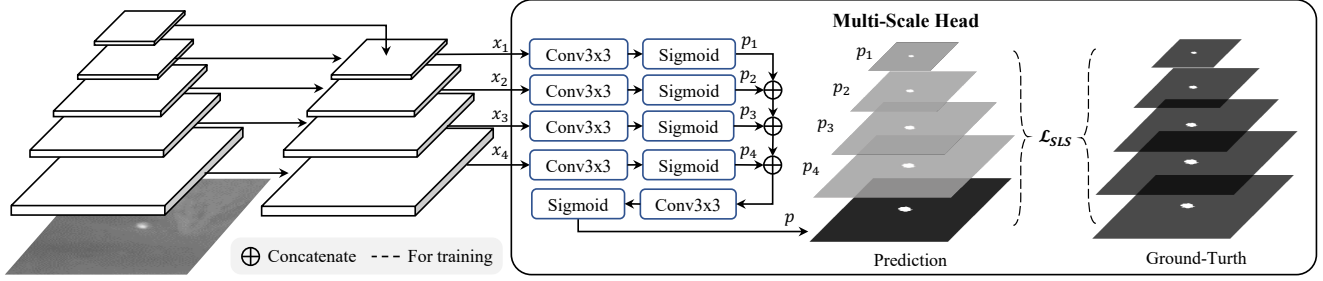 Multi-Scale Head
x₁ Conv3x3 Sigmoid p₁
x₂ Conv3x3 Sigmoid p₂
x₃ Conv3x3 Sigmoid p₃
x₄ Conv3x3 Sigmoid p₄
Sigmoid Conv3x3
p
p₁
p₂
p₃
p₄
ℒ_SLS
Prediction
Ground-Turth
⊕ Concatenate --- For training